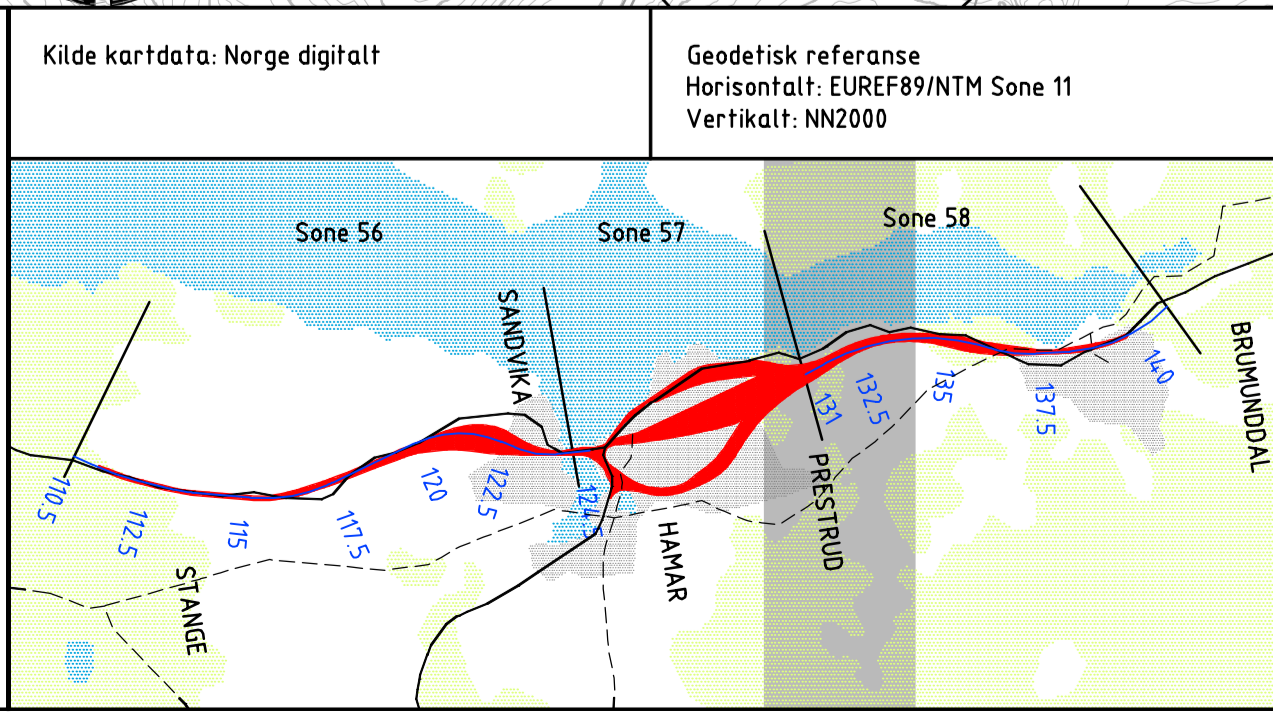 Kilde kartdata: Norge digitalt
Geodetisk referanse
Horisontalt: EUREF89/NTM Sone 11
Vertikalt: NN2000
Sone 56
Sone 57
Sone 58
SANDVIKA
BRUMUNDDAL
110.5
112.5
115
117.5
120
122.5
124.5
131
132.5
135
137.5
140
STANGE
HAMAR
PRESTRUD